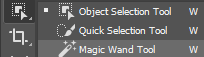 Object Selection Tool W
Quick Selection Tool W
Magic Wand Tool W